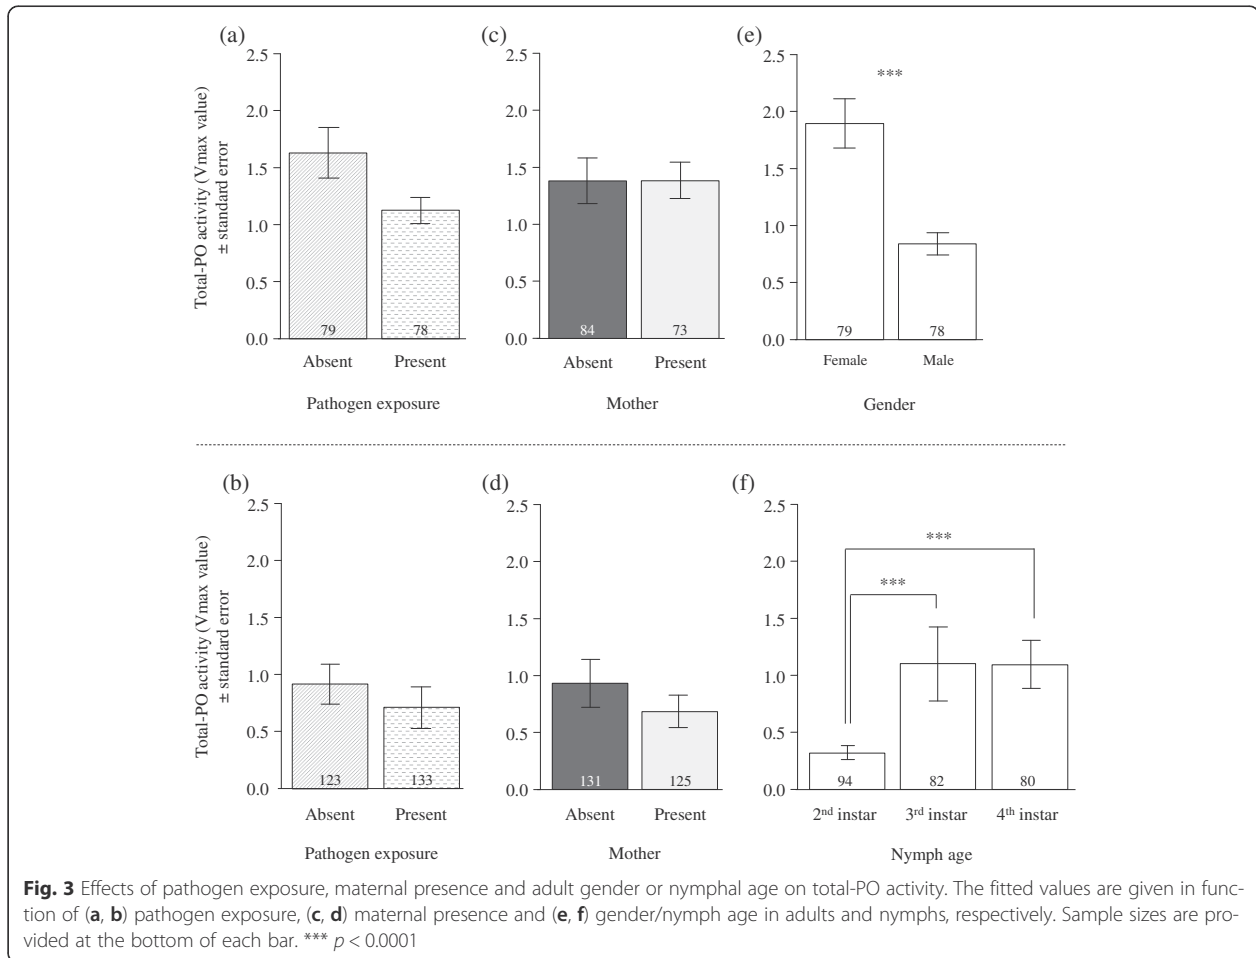 (a)
2.5
2.0
1.5
1.0
0.5
0.0
Total-PO activity (Vmax value)
± standard error
79
78
Absent
Present
Pathogen exposure
(c)
2.5
2.0
1.5
1.0
0.5
0.0
84
73
Absent
Present
Mother
(e)
2.5
2.0
1.5
1.0
0.5
0.0
***
79
78
Female
Male
Gender
(b)
2.5
2.0
1.5
1.0
0.5
0.0
Total-PO activity (Vmax value)
± standard error
123
133
Absent
Present
Pathogen exposure
(d)
2.5
2.0
1.5
1.0
0.5
0.0
131
125
Absent
Present
Mother
(f)
2.5
2.0
1.5
1.0
0.5
0.0
***
***
94
82
80
2nd instar
3rd instar
4th instar
Nymph age
Fig. 3 Effects of pathogen exposure, maternal presence and adult gender or nymphal age on total-PO activity. The fitted values are given in func-
tion of (a, b) pathogen exposure, (c, d) maternal presence and (e, f) gender/nymph age in adults and nymphs, respectively. Sample sizes are pro-
vided at the bottom of each bar. *** p < 0.0001